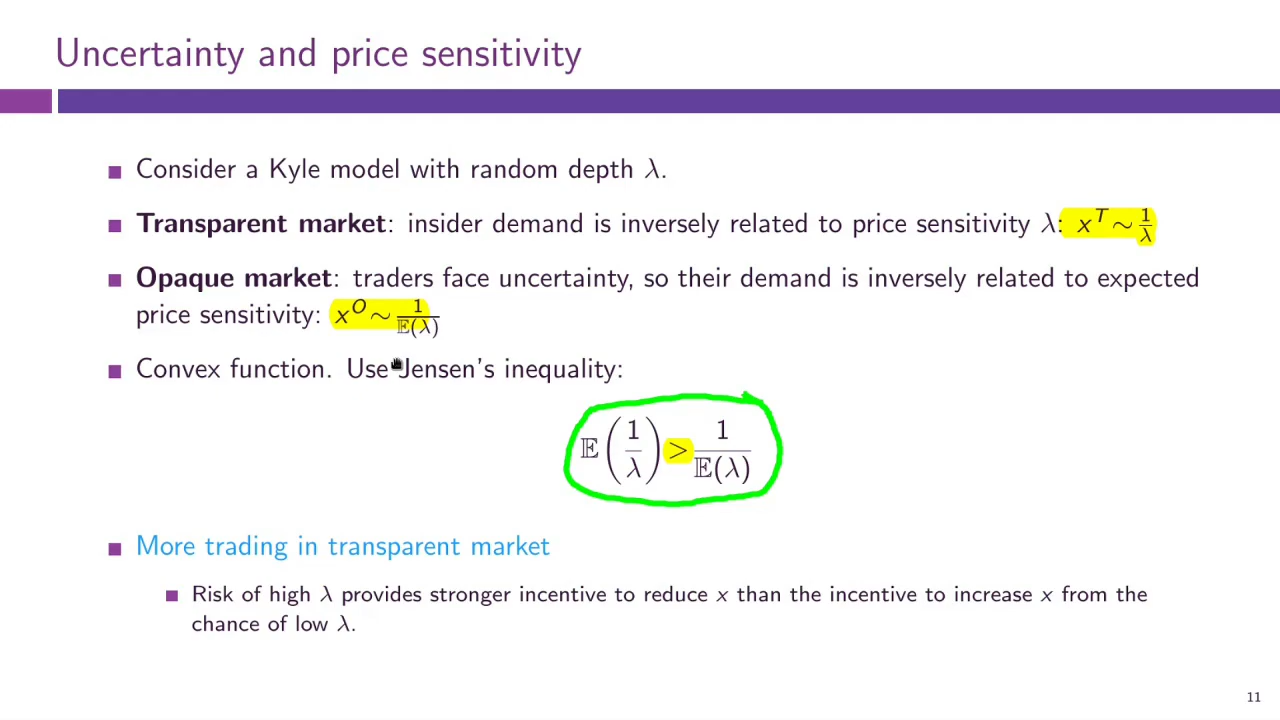 Uncertainty and price sensitivity
Consider a Kyle model with random depth λ.
Transparent market: insider demand is inversely related to price sensitivity λ: x^T ∼ 1/λ
Opaque market: traders face uncertainty, so their demand is inversely related to expected
price sensitivity: x^O ∼ 1/𝔼(λ)
Convex function. Use Jensen's inequality:
𝔼(1/λ) > 1/𝔼(λ)
More trading in transparent market
Risk of high λ provides stronger incentive to reduce x than the incentive to increase x from the
chance of low λ.
11